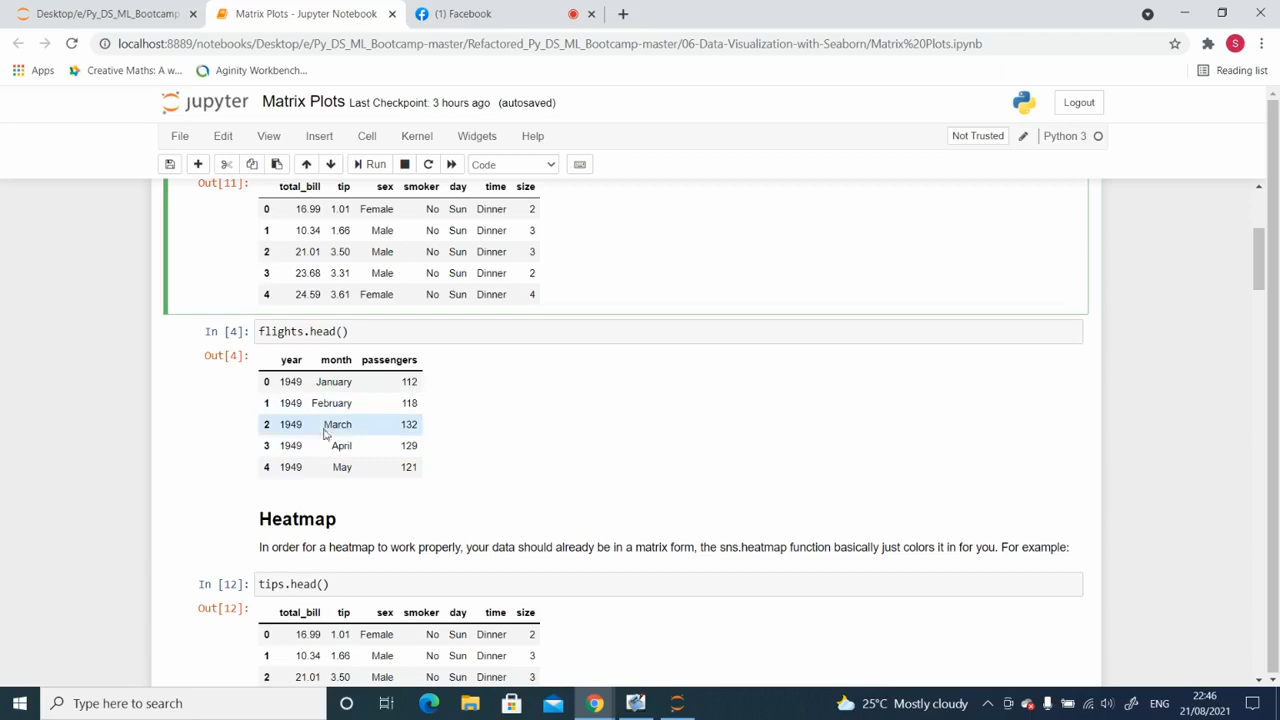 Desktop/e/Py_DS_ML_Bootcamp
Matrix Plots - Jupyter Notebook
(1) Facebook
localhost:8889/notebooks/Desktop/e/Py_DS_ML_Bootcamp-master/Refactored_Py_DS_ML_Bootcamp-master/06-Data-Visualization-with-Seaborn/Matrix%20Plots.ipynb
S
Apps Creative Maths: A w... Aginity Workbench... Reading list
jupyter Matrix Plots Last Checkpoint: 3 hours ago (autosaved) Logout
File Edit View Insert Cell Kernel Widgets Help Not Trusted Python 3
Run Code
Out[11]: total_bill tip sex smoker day time size
0 16.99 1.01 Female No Sun Dinner 2
1 10.34 1.66 Male No Sun Dinner 3
2 21.01 3.50 Male No Sun Dinner 3
3 23.68 3.31 Male No Sun Dinner 2
4 24.59 3.61 Female No Sun Dinner 4
In [4]: flights.head()
Out[4]: year month passengers
0 1949 January 112
1 1949 February 118
2 1949 March 132
3 1949 April 129
4 1949 May 121
Heatmap
In order for a heatmap to work properly, your data should already be in a matrix form, the sns.heatmap function basically just colors it in for you. For example:
In [12]: tips.head()
Out[12]: total_bill tip sex smoker day time size
0 16.99 1.01 Female No Sun Dinner 2
1 10.34 1.66 Male No Sun Dinner 3
2 21.01 3.50 Male No Sun Dinner 3
Type here to search 25°C Mostly cloudy ENG 22:46
21/08/2021